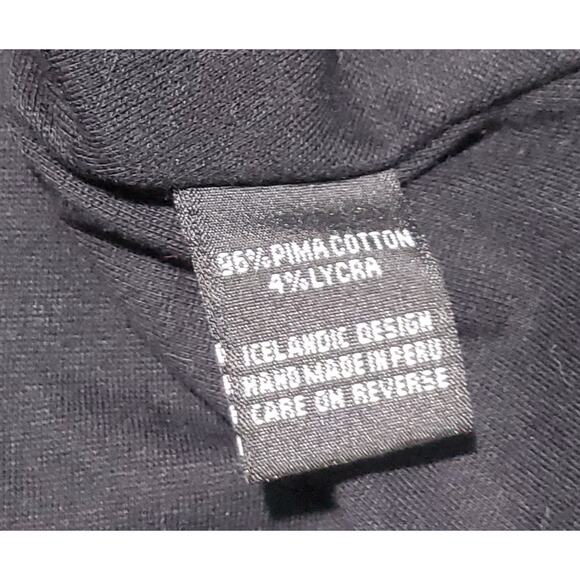 96% PIMA COTTON
4% LYCRA
ICELANDIC DESIGN
HAND MADE IN PERU
CARE ON REVERSE